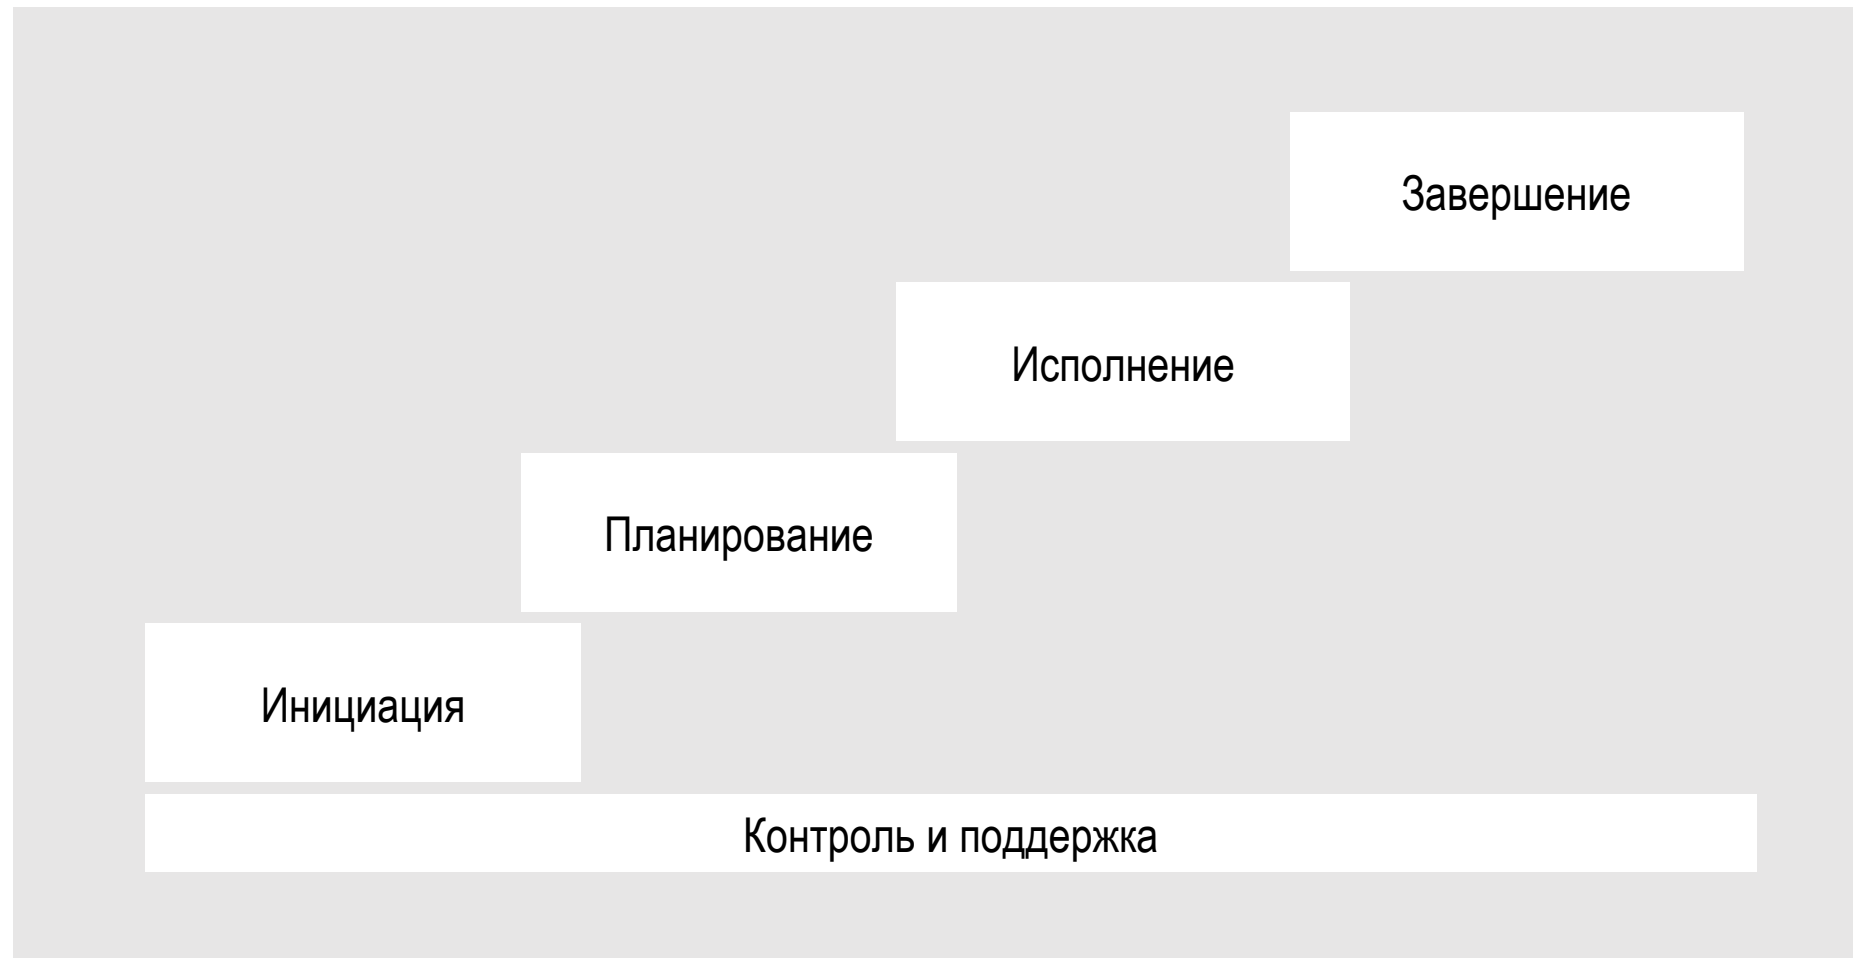 Завершение
Исполнение
Планирование
Инициация
Контроль и поддержка